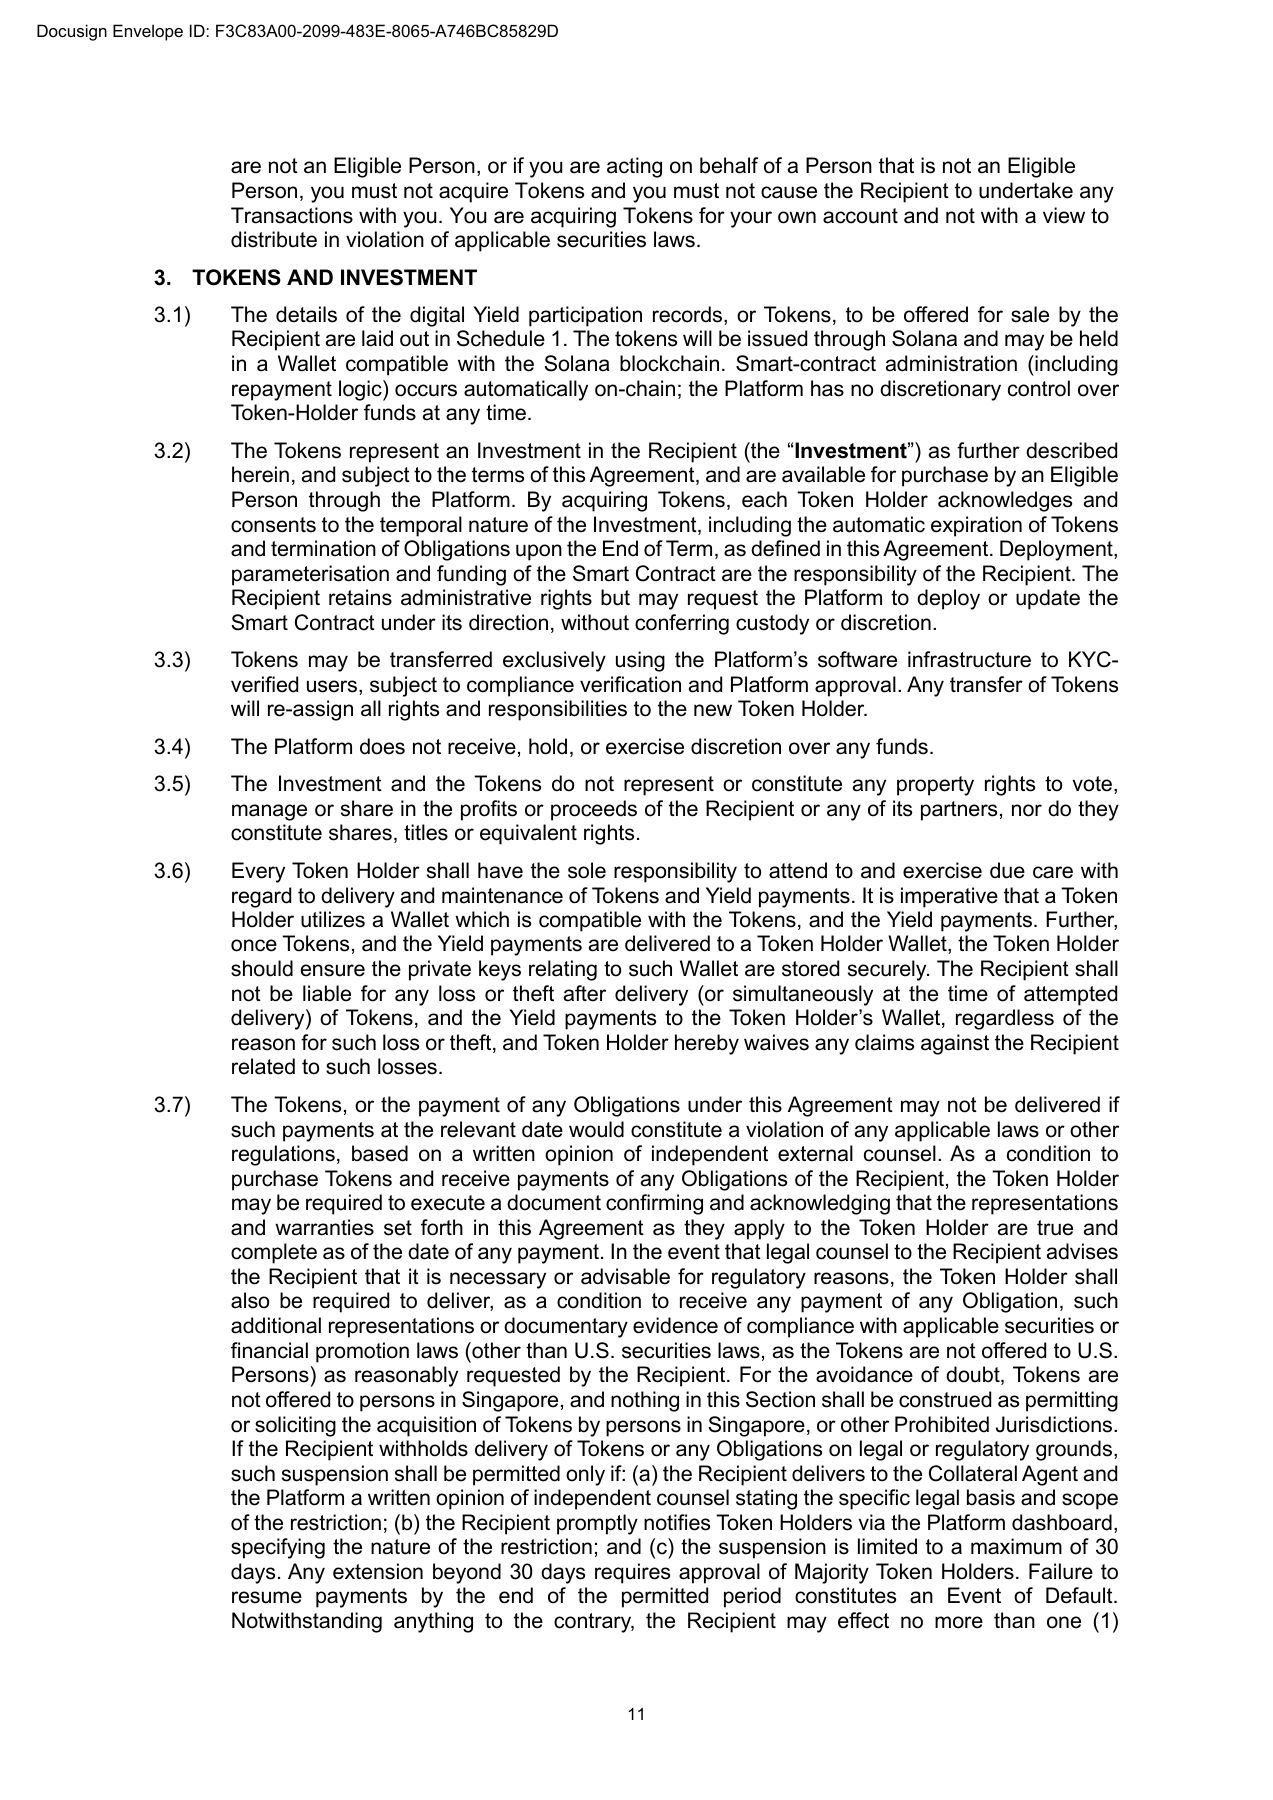 Docusign Envelope ID: F3C83A00-2099-483E-8065-A746BC85829D
are not an Eligible Person, or if you are acting on behalf of a Person that is not an Eligible
Person, you must not acquire Tokens and you must not cause the Recipient to undertake any
Transactions with you. You are acquiring Tokens for your own account and not with a view to
distribute in violation of applicable securities laws.
3. TOKENS AND INVESTMENT
3.1) The details of the digital Yield participation records, or Tokens, to be offered for sale by the
Recipient are laid out in Schedule 1. The tokens will be issued through Solana and may be held
in a Wallet compatible with the Solana blockchain. Smart-contract administration (including
repayment logic) occurs automatically on-chain; the Platform has no discretionary control over
Token-Holder funds at any time.
3.2) The Tokens represent an Investment in the Recipient (the “Investment”) as further described
herein, and subject to the terms of this Agreement, and are available for purchase by an Eligible
Person through the Platform. By acquiring Tokens, each Token Holder acknowledges and
consents to the temporal nature of the Investment, including the automatic expiration of Tokens
and termination of Obligations upon the End of Term, as defined in this Agreement. Deployment,
parameterisation and funding of the Smart Contract are the responsibility of the Recipient. The
Recipient retains administrative rights but may request the Platform to deploy or update the
Smart Contract under its direction, without conferring custody or discretion.
3.3) Tokens may be transferred exclusively using the Platform’s software infrastructure to KYC-
verified users, subject to compliance verification and Platform approval. Any transfer of Tokens
will re-assign all rights and responsibilities to the new Token Holder.
3.4) The Platform does not receive, hold, or exercise discretion over any funds.
3.5) The Investment and the Tokens do not represent or constitute any property rights to vote,
manage or share in the profits or proceeds of the Recipient or any of its partners, nor do they
constitute shares, titles or equivalent rights.
3.6) Every Token Holder shall have the sole responsibility to attend to and exercise due care with
regard to delivery and maintenance of Tokens and Yield payments. It is imperative that a Token
Holder utilizes a Wallet which is compatible with the Tokens, and the Yield payments. Further,
once Tokens, and the Yield payments are delivered to a Token Holder Wallet, the Token Holder
should ensure the private keys relating to such Wallet are stored securely. The Recipient shall
not be liable for any loss or theft after delivery (or simultaneously at the time of attempted
delivery) of Tokens, and the Yield payments to the Token Holder’s Wallet, regardless of the
reason for such loss or theft, and Token Holder hereby waives any claims against the Recipient
related to such losses.
3.7) The Tokens, or the payment of any Obligations under this Agreement may not be delivered if
such payments at the relevant date would constitute a violation of any applicable laws or other
regulations, based on a written opinion of independent external counsel. As a condition to
purchase Tokens and receive payments of any Obligations of the Recipient, the Token Holder
may be required to execute a document confirming and acknowledging that the representations
and warranties set forth in this Agreement as they apply to the Token Holder are true and
complete as of the date of any payment. In the event that legal counsel to the Recipient advises
the Recipient that it is necessary or advisable for regulatory reasons, the Token Holder shall
also be required to deliver, as a condition to receive any payment of any Obligation, such
additional representations or documentary evidence of compliance with applicable securities or
financial promotion laws (other than U.S. securities laws, as the Tokens are not offered to U.S.
Persons) as reasonably requested by the Recipient. For the avoidance of doubt, Tokens are
not offered to persons in Singapore, and nothing in this Section shall be construed as permitting
or soliciting the acquisition of Tokens by persons in Singapore, or other Prohibited Jurisdictions.
If the Recipient withholds delivery of Tokens or any Obligations on legal or regulatory grounds,
such suspension shall be permitted only if: (a) the Recipient delivers to the Collateral Agent and
the Platform a written opinion of independent counsel stating the specific legal basis and scope
of the restriction; (b) the Recipient promptly notifies Token Holders via the Platform dashboard,
specifying the nature of the restriction; and (c) the suspension is limited to a maximum of 30
days. Any extension beyond 30 days requires approval of Majority Token Holders. Failure to
resume payments by the end of the permitted period constitutes an Event of Default.
Notwithstanding anything to the contrary, the Recipient may effect no more than one (1)
11